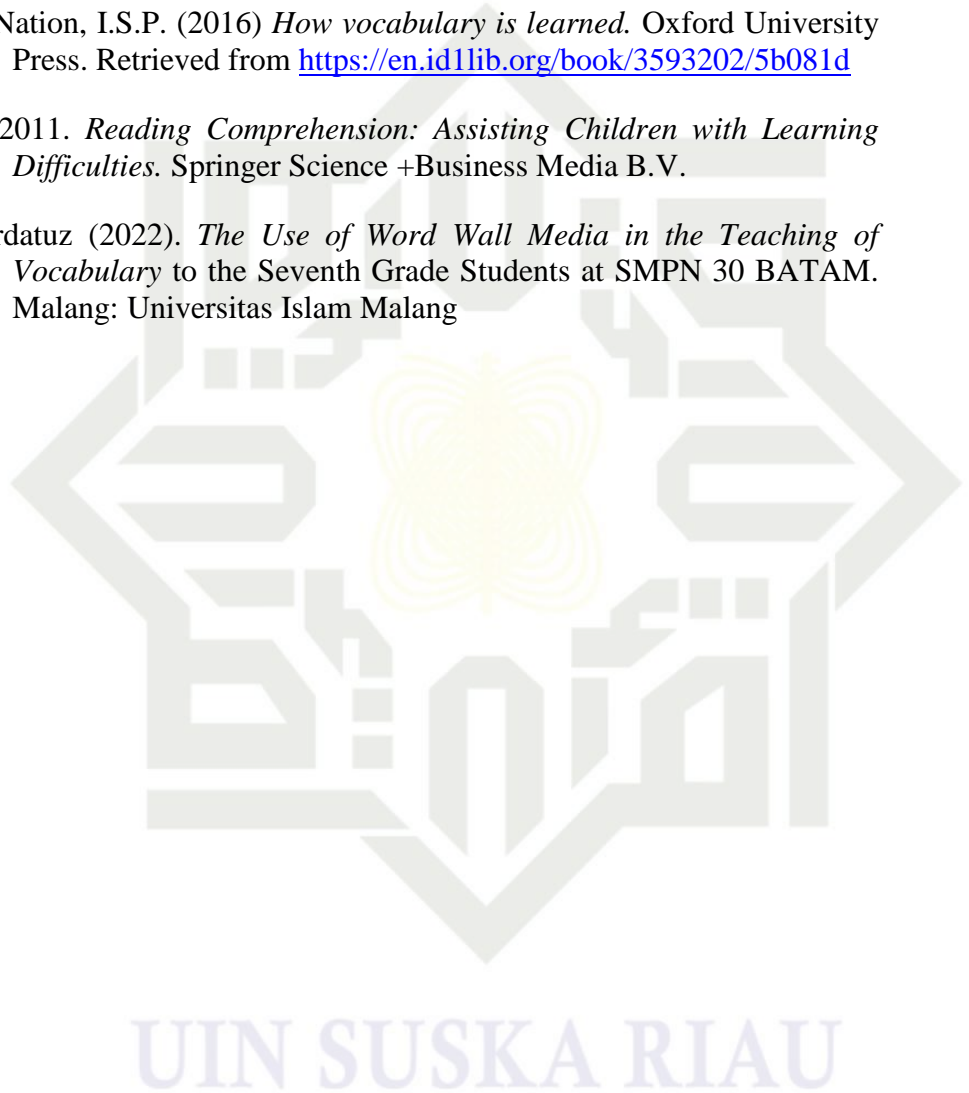 Nation, I.S.P. (2016) How vocabulary is learned. Oxford University
Press. Retrieved from https://en.id1lib.org/book/3593202/5b081d
2011. Reading Comprehension: Assisting Children with Learning
Difficulties. Springer Science +Business Media B.V.
rdatuz (2022). The Use of Word Wall Media in the Teaching of
Vocabulary to the Seventh Grade Students at SMPN 30 BATAM.
Malang: Universitas Islam Malang
UIN SUSKA RIAU